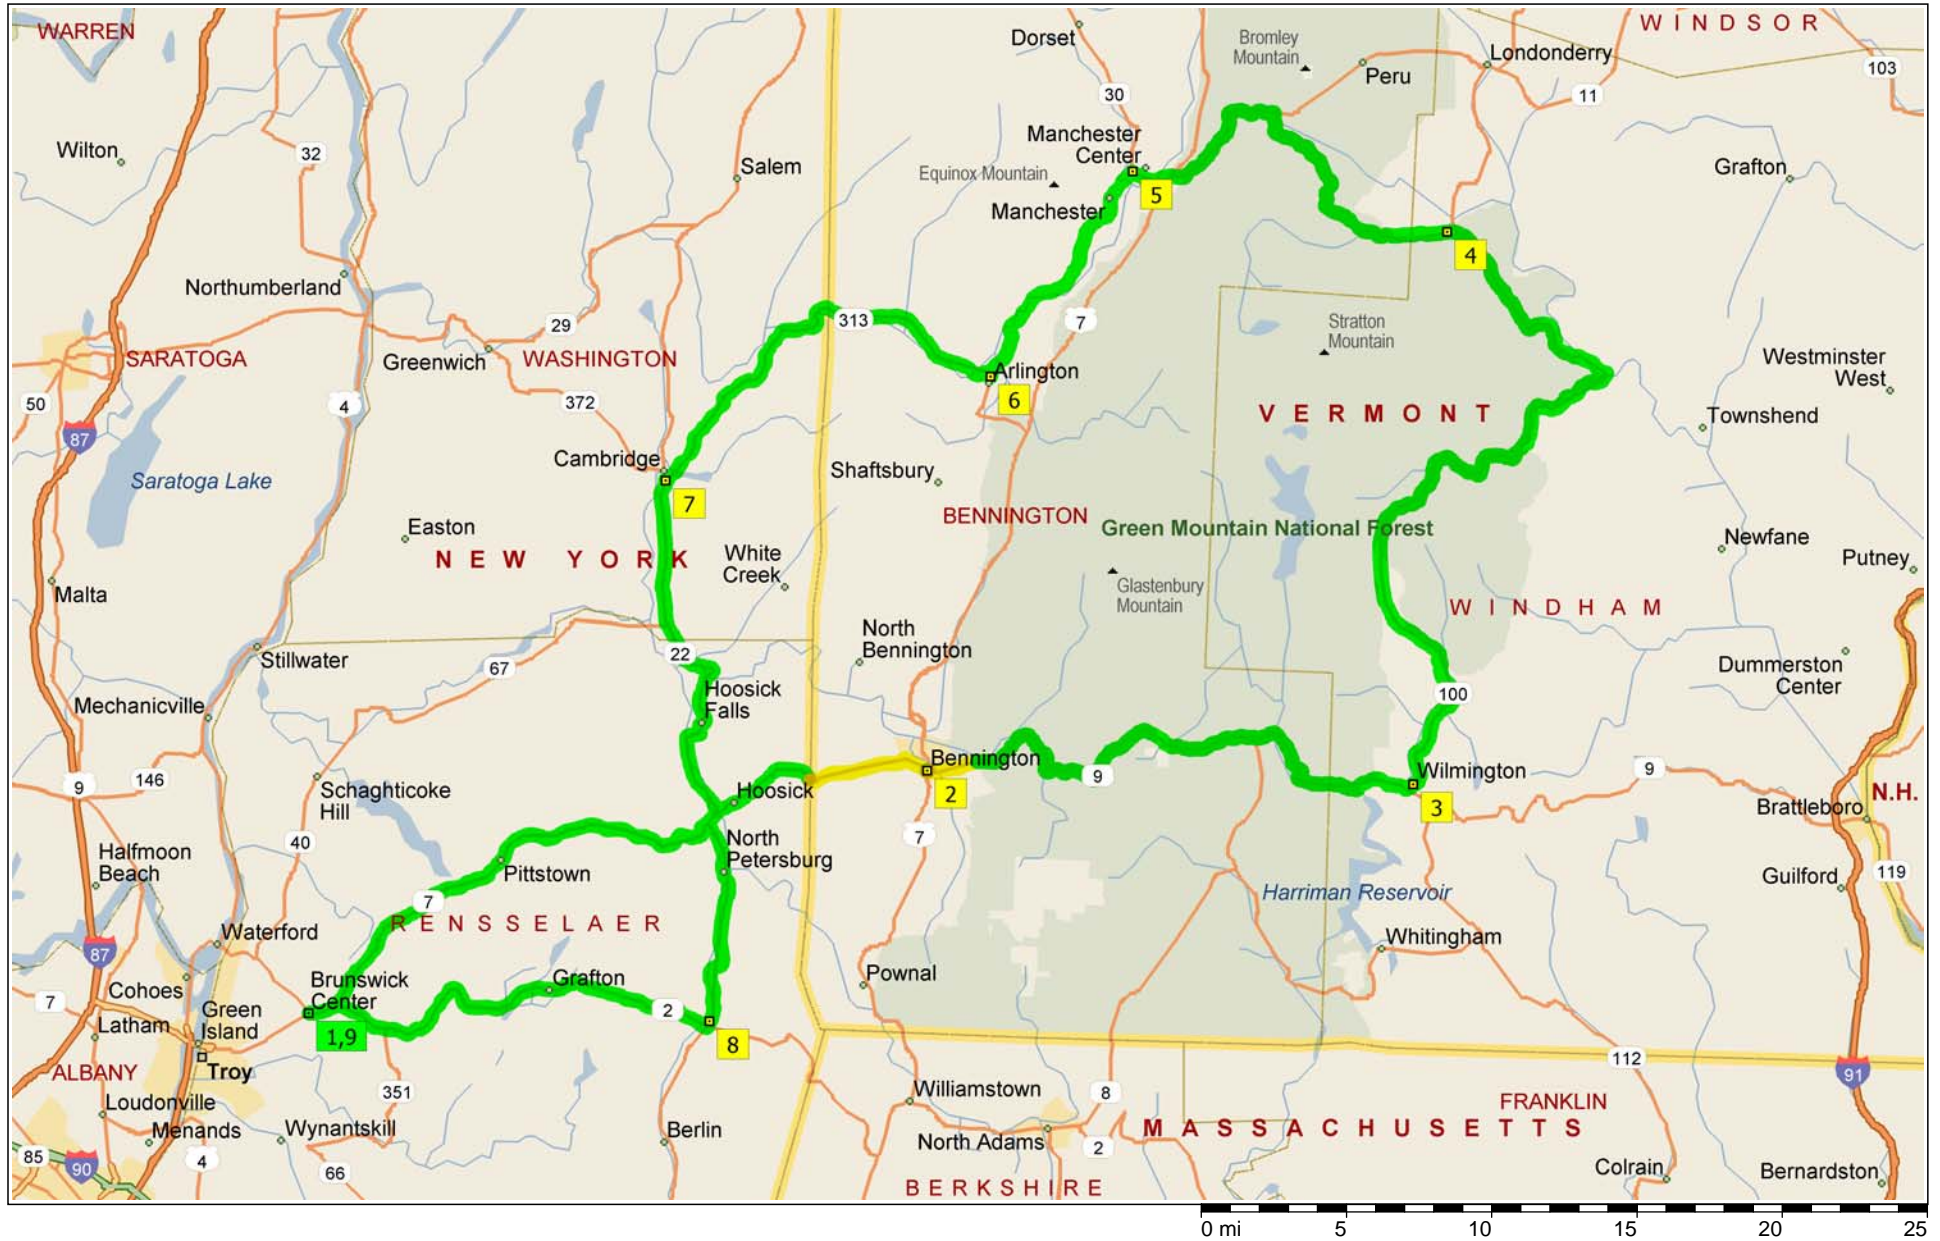 WARREN
Dorset
Bromley
Mountain
Londonderry
WINDSOR
Peru
103
30
11
Wilton
32
Manchester
Center
Salem
Equinox Mountain
Grafton
5
Manchester
4
Northumberland
313
7
Stratton
Mountain
29
SARATOGA
Greenwich
WASHINGTON
Westminster
West
Arlington
50
4
372
6
VERMONT
Townshend
87
Cambridge
Shaftsbury
Saratoga Lake
7
BENNINGTON
Easton
Green Mountain National Forest
Newfane
NEW YORK
White
Creek
Putney
Malta
Glastenbury
Mountain
WINDHAM
North
Bennington
Stillwater
67
22
Dummerston
Center
Hoosick
Falls
100
Mechanicville
Bennington
Wilmington
9
146
9
9
Schaghticoke
Hill
Hoosick
2
3
N.H.
Brattleboro
40
7
North
Petersburg
Halfmoon
Beach
Pittstown
Guilford
119
7
Harriman Reservoir
RENSSELAER
Waterford
Whitingham
87
Brunswick
Center
Grafton
Pownal
Cohoes
7
Green
Island
2
Latham
1,9
8
112
ALBANY
Troy
91
351
Williamstown
8
Loudonville
FRANKLIN
Menands
Wynantskill
Berlin
North Adams
MASSACHUSETTS
2
85
90
4
66
Colrain
Bernardston
BERKSHIRE
0 mi 5 10 15 20 25